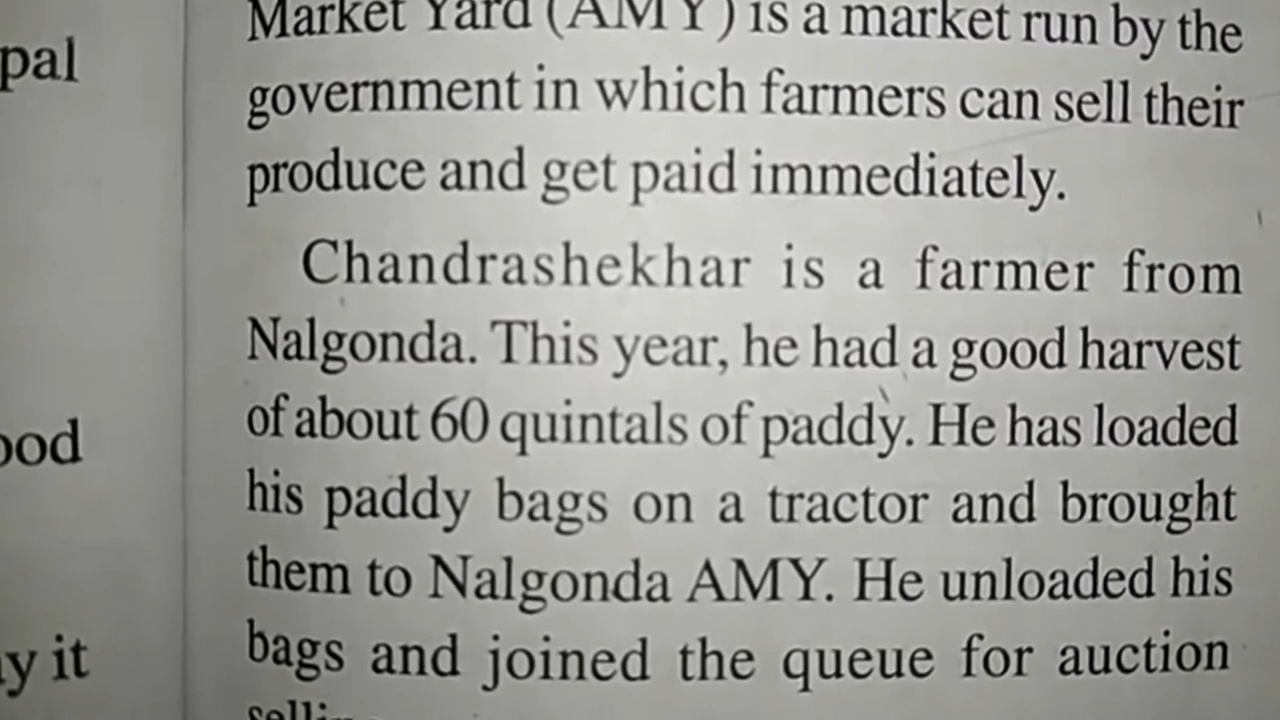 pal
ood
y it
Market Yard (AMY) is a market run by the
government in which farmers can sell their
produce and get paid immediately.
Chandrashekhar is a farmer from
Nalgonda. This year, he had a good harvest
of about 60 quintals of paddy. He has loaded
his paddy bags on a tractor and brought
them to Nalgonda AMY. He unloaded his
bags and joined the queue for auction